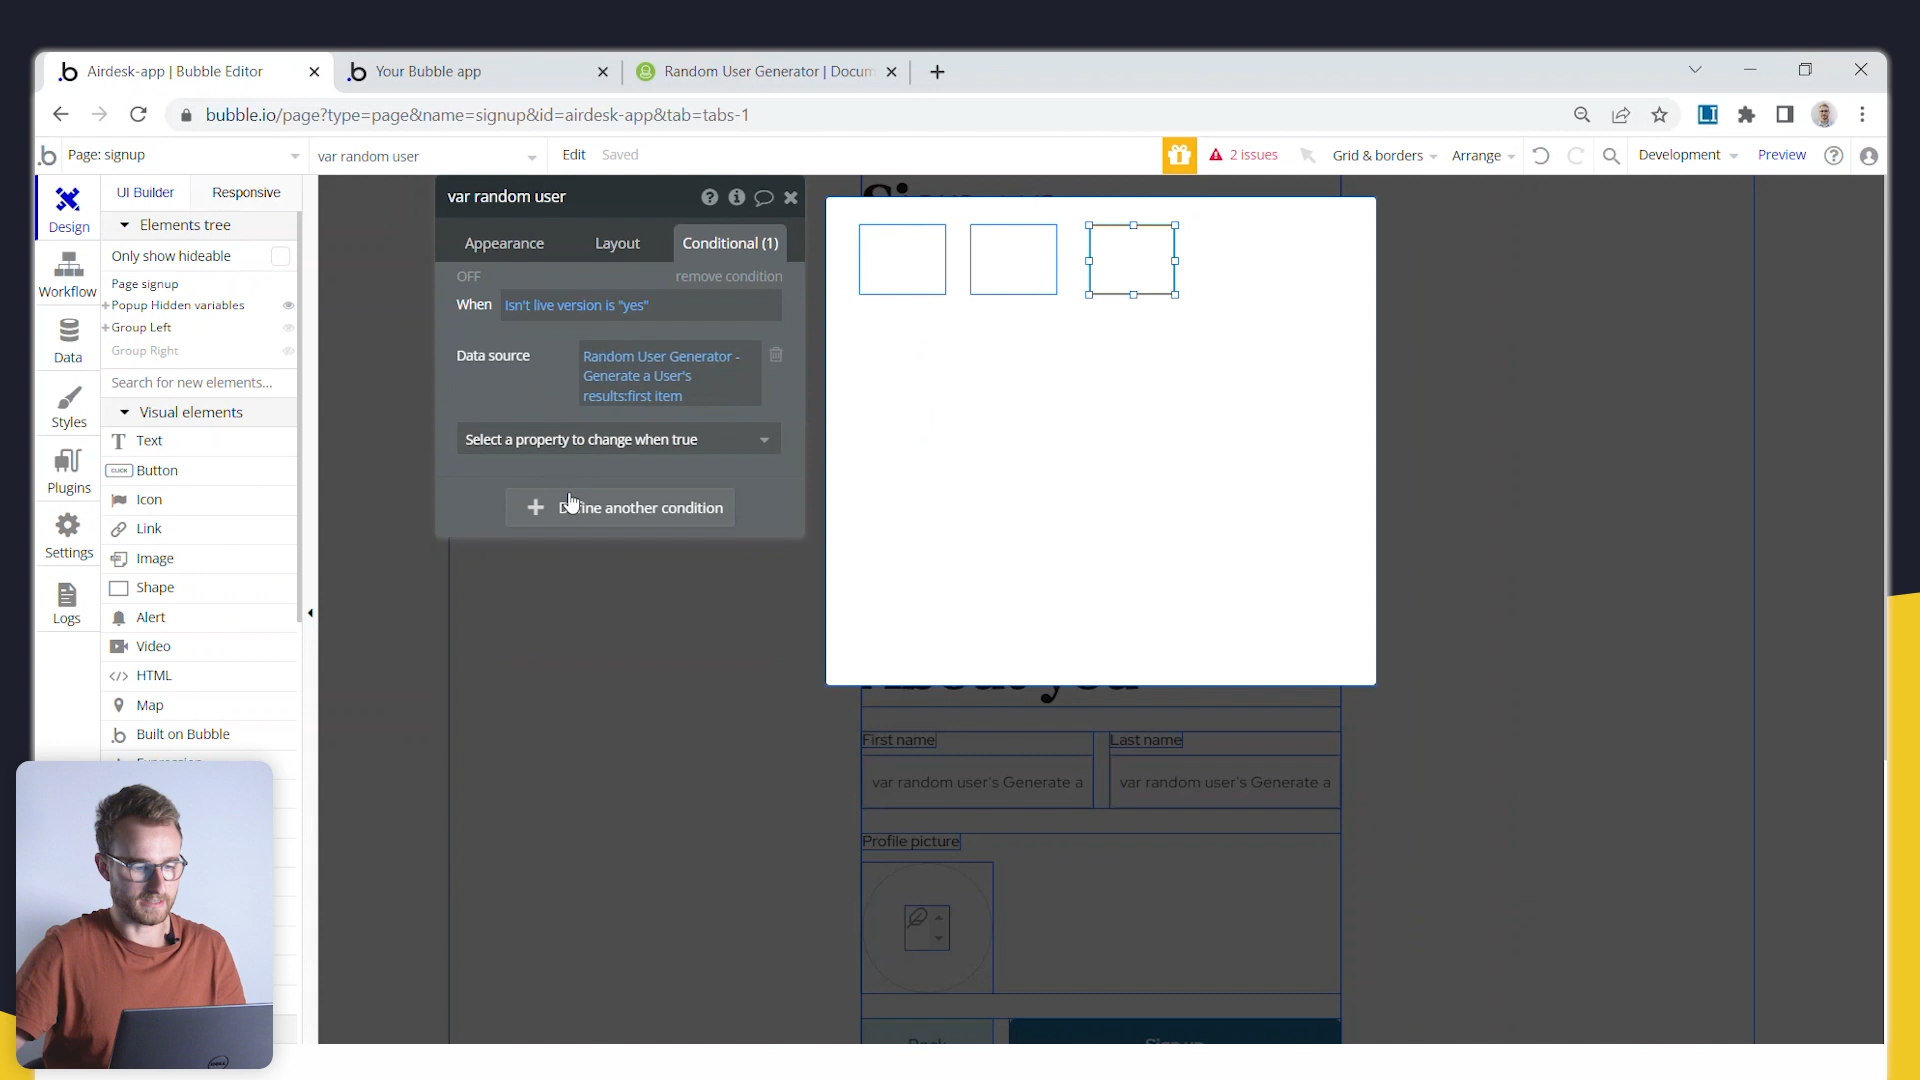 Airdesk-app | Bubble Editor
Your Bubble app
Random User Generator | Docum
bubble.io/page?type=page&name=signup&id=airdesk-app&tab=tabs-1
Page: signup
var random user
Edit
Saved
2 issues
Grid & borders
Arrange
Development
Preview
Design
Workflow
Data
Styles
Plugins
Settings
Logs
UI Builder
Responsive
Elements tree
Only show hideable
Page signup
Popup Hidden variables
Group Left
Group Right
Search for new elements...
Visual elements
Text
Button
Icon
Link
Image
Shape
Alert
Video
HTML
Map
Built on Bubble
var random user
Appearance
Layout
Conditional (1)
OFF
remove condition
When
Isn't live version is "yes"
Data source
Random User Generator -
Generate a User's
results:first item
Select a property to change when true
Define another condition
About you
First name
Last name
var random user's Generate a
var random user's Generate a
Profile picture
Back
Sign up